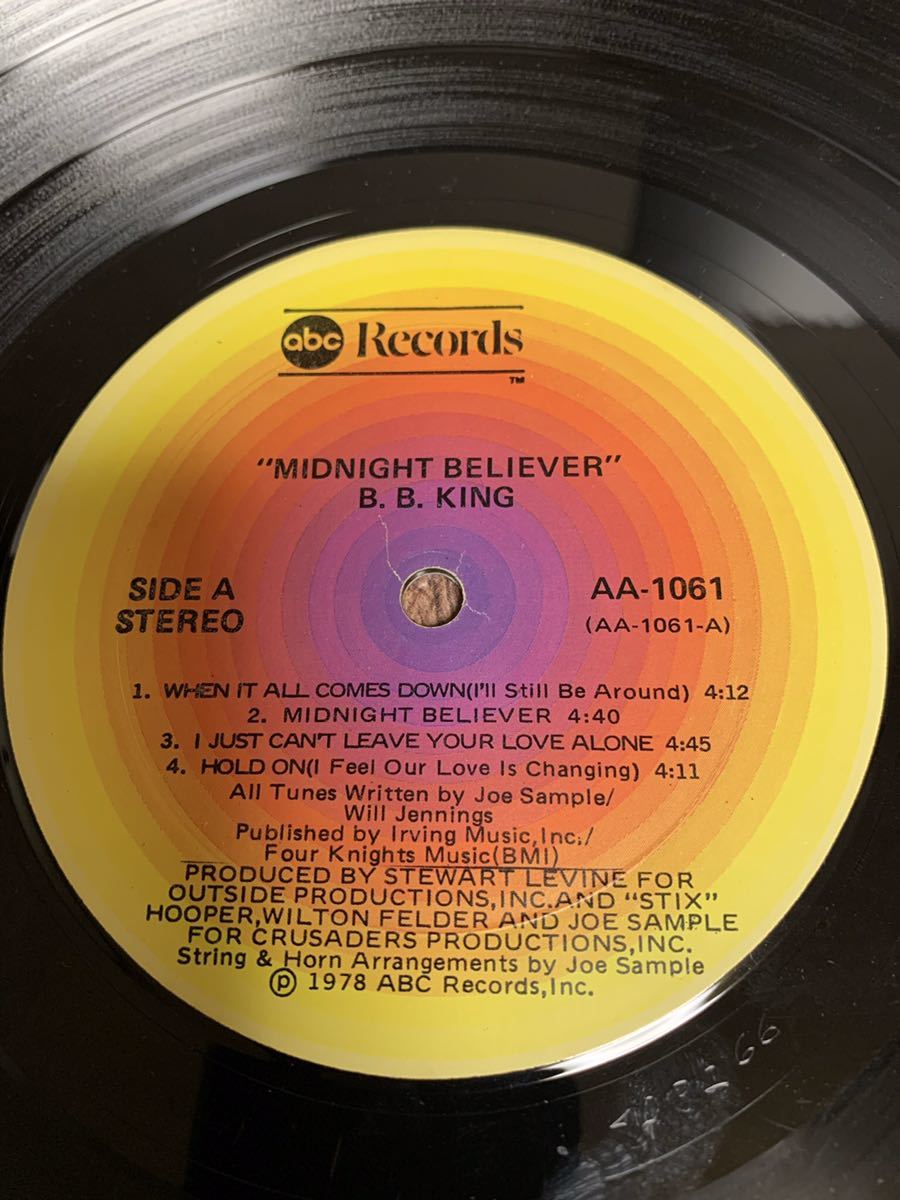 abc Records
TM
"MIDNIGHT BELIEVER"
B. B. KING
SIDE A
STEREO
AA-1061
(AA-1061-A)
1. WHEN IT ALL COMES DOWN(I'll Still Be Around) 4:12
2. MIDNIGHT BELIEVER 4:40
3. I JUST CAN'T LEAVE YOUR LOVE ALONE 4:45
4. HOLD ON(I Feel Our Love Is Changing) 4:11
All Tunes Written by Joe Sample/
Will Jennings
Published by Irving Music,Inc./
Four Knights Music(BMI)
PRODUCED BY STEWART LEVINE FOR
OUTSIDE PRODUCTIONS,INC.AND "STIX"
HOOPER,WILTON FELDER AND JOE SAMPLE
FOR CRUSADERS PRODUCTIONS,INC.
String & Horn Arrangements by Joe Sample
℗ 1978 ABC Records,Inc.